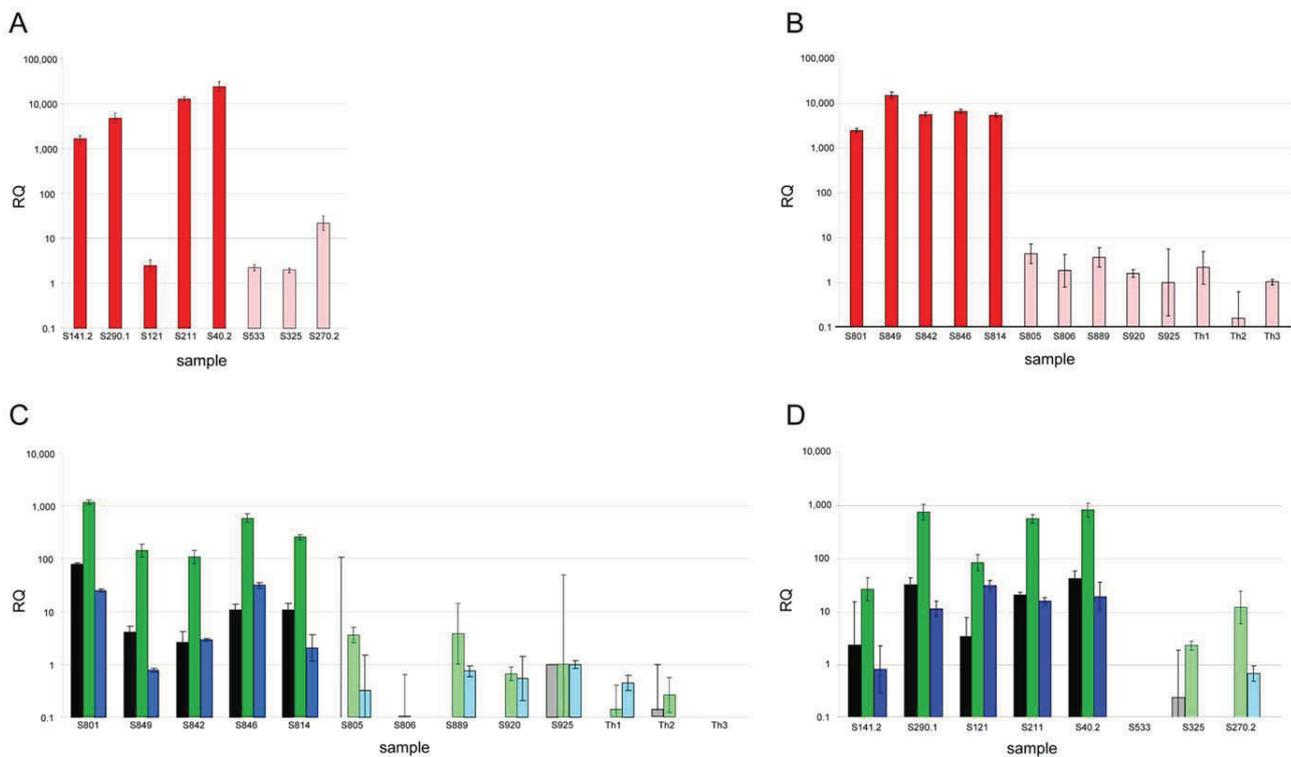 A
100,000
10,000
1,000
100
10
1
0.1
RQ
S141.2 S290.1 S121 S211 S40.2 S533 S325 S270.2
sample
B
100,000
10,000
1,000
100
10
1
0.1
RQ
S801 S849 S842 S846 S814 S805 S806 S889 S920 S925 Th1 Th2 Th3
sample
C
10,000
1,000
100
10
1
0.1
RQ
S801 S849 S842 S846 S814 S805 S806 S889 S920 S925 Th1 Th2 Th3
sample
D
10,000
1,000
100
10
1
0.1
RQ
S141.2 S290.1 S121 S211 S40.2 S533 S325 S270.2
sample